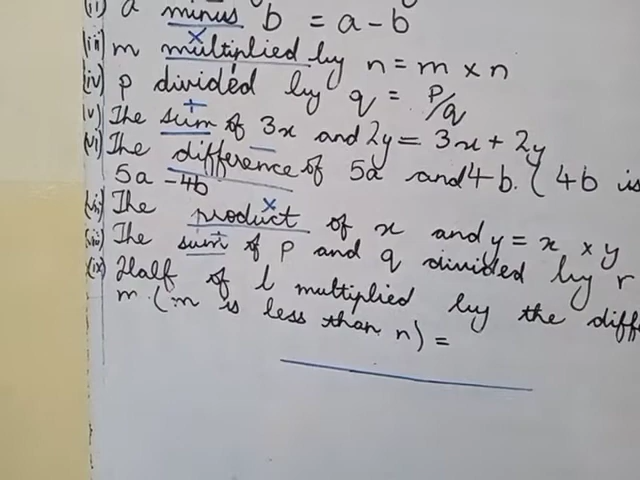 (ii) a minus b = a - b
(iii) m multiplied by n = m × n
(iv) p divided by q = p/q
(v) The sum of 3x and 2y = 3x + 2y
(vi) The difference of 5a and 4b. ( 4b is
5a - 4b
(vii) The product of x and y = x × y
(viii) The sum of p and q divided by r
(ix) Half of l multiplied by the diff
m. (m is less than n) =